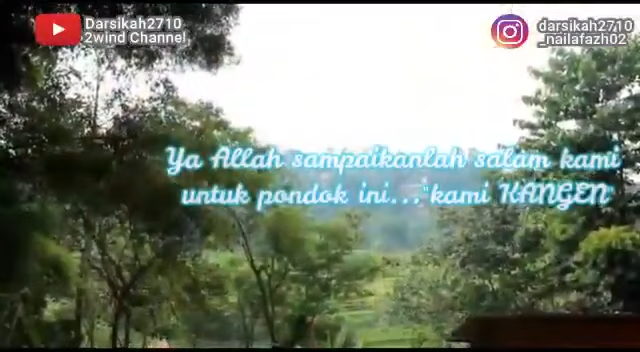 Darsikah2710
2wind Channel
darsikah2710
_nailafazh02
Ya Allah sampaikanlah salam kami
untuk pondok ini..."kami KANGEN"